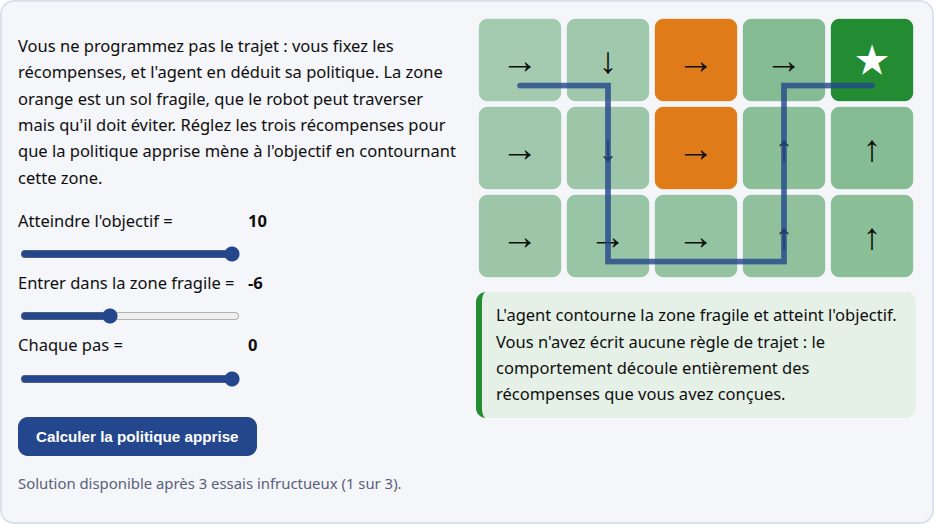 Vous ne programmez pas le trajet : vous fixez les
récompenses, et l'agent en déduit sa politique. La zone
orange est un sol fragile, que le robot peut traverser
mais qu'il doit éviter. Réglez les trois récompenses pour
que la politique apprise mène à l'objectif en contournant
cette zone.
Atteindre l'objectif = 10
Entrer dans la zone fragile = -6
Chaque pas = 0
Calculer la politique apprise
Solution disponible après 3 essais infructueux (1 sur 3).
→ ↓ → → ★
→ ↓ → ↑ ↑
→ → → ↑ ↑
L'agent contourne la zone fragile et atteint l'objectif.
Vous n'avez écrit aucune règle de trajet : le
comportement découle entièrement des
récompenses que vous avez conçues.